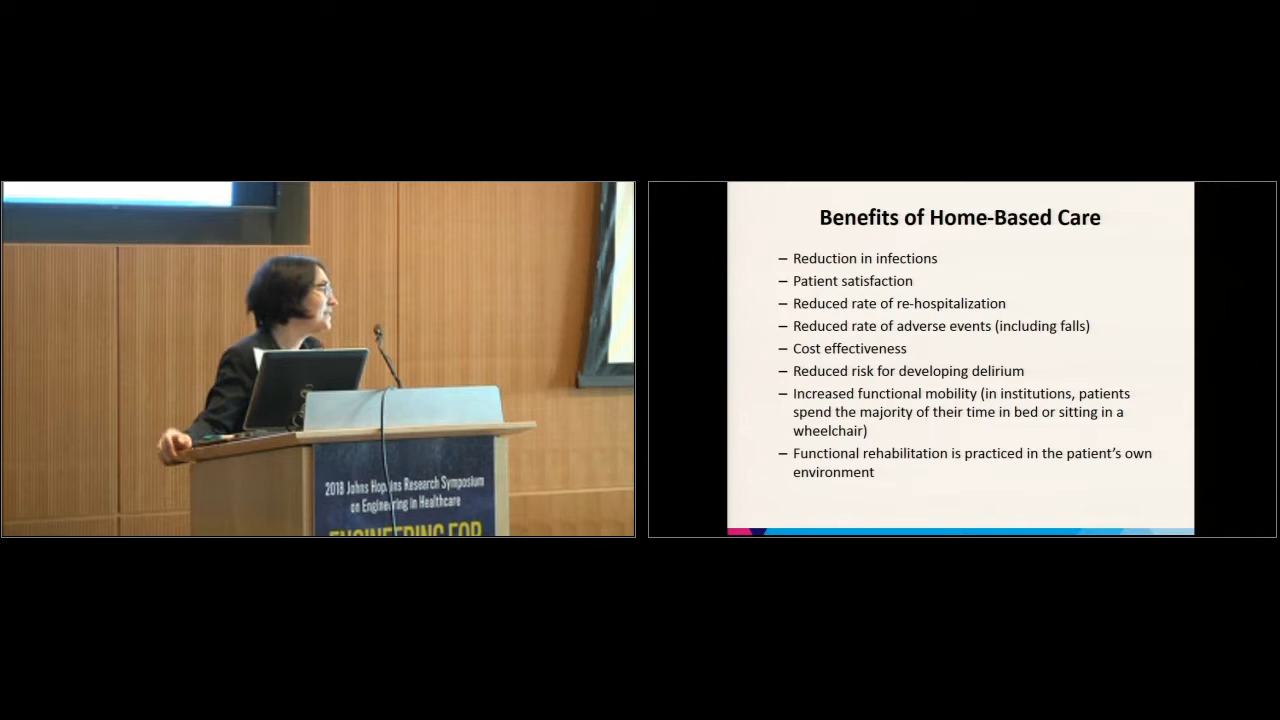 2018 Johns Hopkins Research Symposium
on Engineering in Healthcare
ENGINEERING FOR
Benefits of Home-Based Care
– Reduction in infections
– Patient satisfaction
– Reduced rate of re-hospitalization
– Reduced rate of adverse events (including falls)
– Cost effectiveness
– Reduced risk for developing delirium
– Increased functional mobility (in institutions, patients
spend the majority of their time in bed or sitting in a
wheelchair)
– Functional rehabilitation is practiced in the patient's own
environment